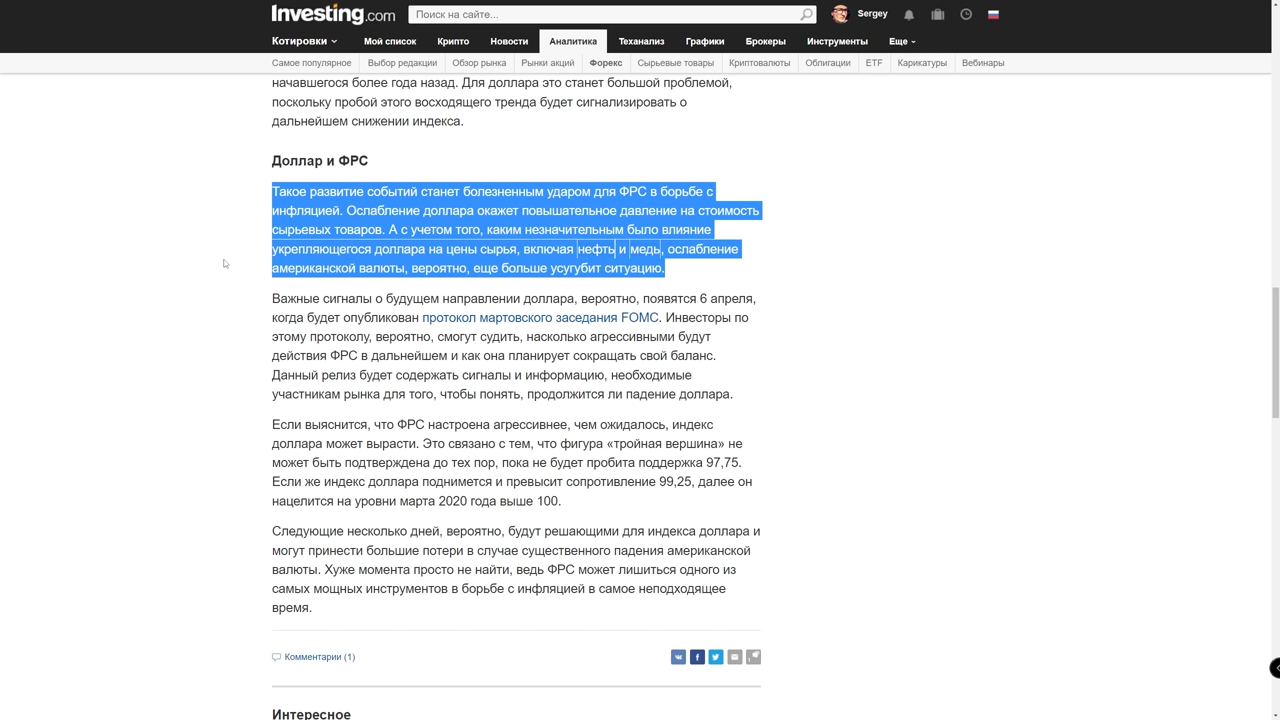 Investing.com
Поиск на сайте...
Sergey
Котировки
Мой список
Крипто
Новости
Аналитика
Теханализ
Графики
Брокеры
Инструменты
Еще
Самое популярное
Выбор редакции
Обзор рынка
Рынки акций
Форекс
Сырьевые товары
Криптовалюты
Облигации
ETF
Карикатуры
Вебинары
начавшегося более года назад. Для доллара это станет большой проблемой,
поскольку пробой этого восходящего тренда будет сигнализировать о
дальнейшем снижении индекса.
Доллар и ФРС
Такое развитие событий станет болезненным ударом для ФРС в борьбе с
инфляцией. Ослабление доллара окажет повышательное давление на стоимость
сырьевых товаров. А с учетом того, каким незначительным было влияние
укрепляющегося доллара на цены сырья, включая нефть и медь, ослабление
американской валюты, вероятно, еще больше усугубит ситуацию.
Важные сигналы о будущем направлении доллара, вероятно, появятся 6 апреля,
когда будет опубликован протокол мартовского заседания FOMC. Инвесторы по
этому протоколу, вероятно, смогут судить, насколько агрессивными будут
действия ФРС в дальнейшем и как она планирует сокращать свой баланс.
Данный релиз будет содержать сигналы и информацию, необходимые
участникам рынка для того, чтобы понять, продолжится ли падение доллара.
Если выяснится, что ФРС настроена агрессивнее, чем ожидалось, индекс
доллара может вырасти. Это связано с тем, что фигура «тройная вершина» не
может быть подтверждена до тех пор, пока не будет пробита поддержка 97,75.
Если же индекс доллара поднимется и превысит сопротивление 99,25, далее он
нацелится на уровни марта 2020 года выше 100.
Следующие несколько дней, вероятно, будут решающими для индекса доллара и
могут принести большие потери в случае существенного падения американской
валюты. Хуже момента просто не найти, ведь ФРС может лишиться одного из
самых мощных инструментов в борьбе с инфляцией в самое неподходящее
время.
Комментарии (1)
Интересное